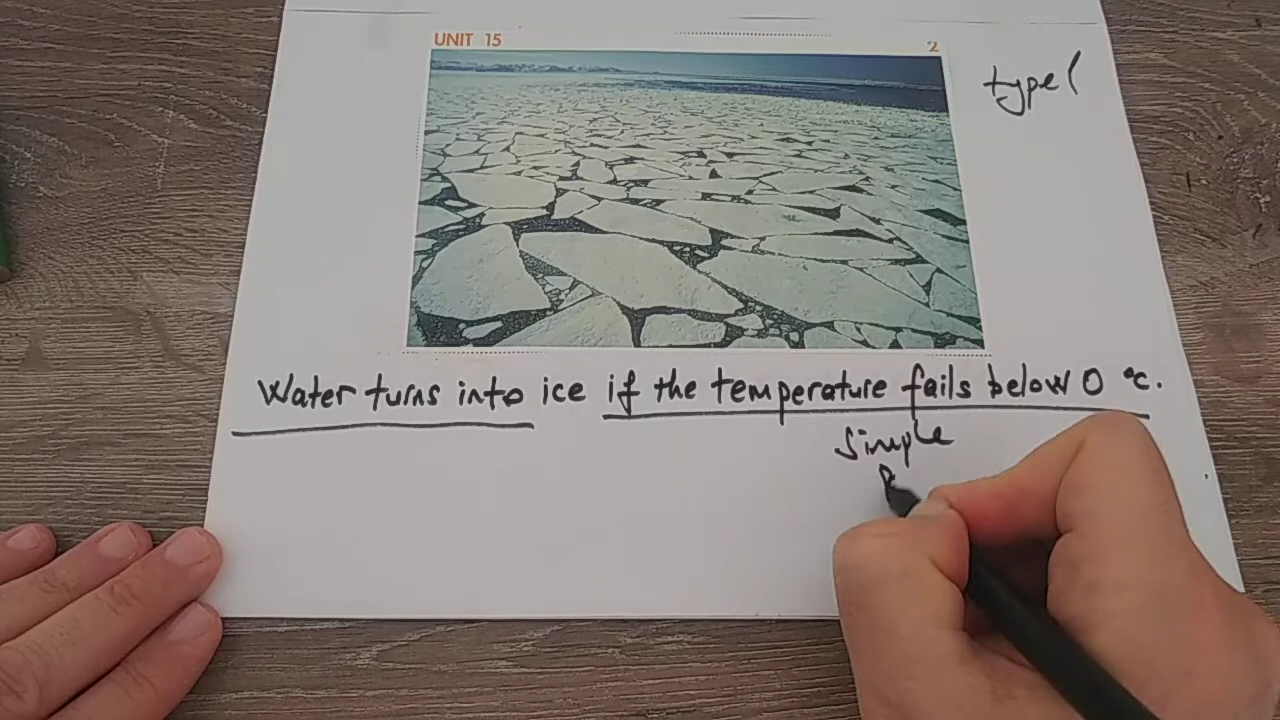 UNIT 15
2
type 1
Water turns into ice if the temperature fails below 0 °c.
Simple